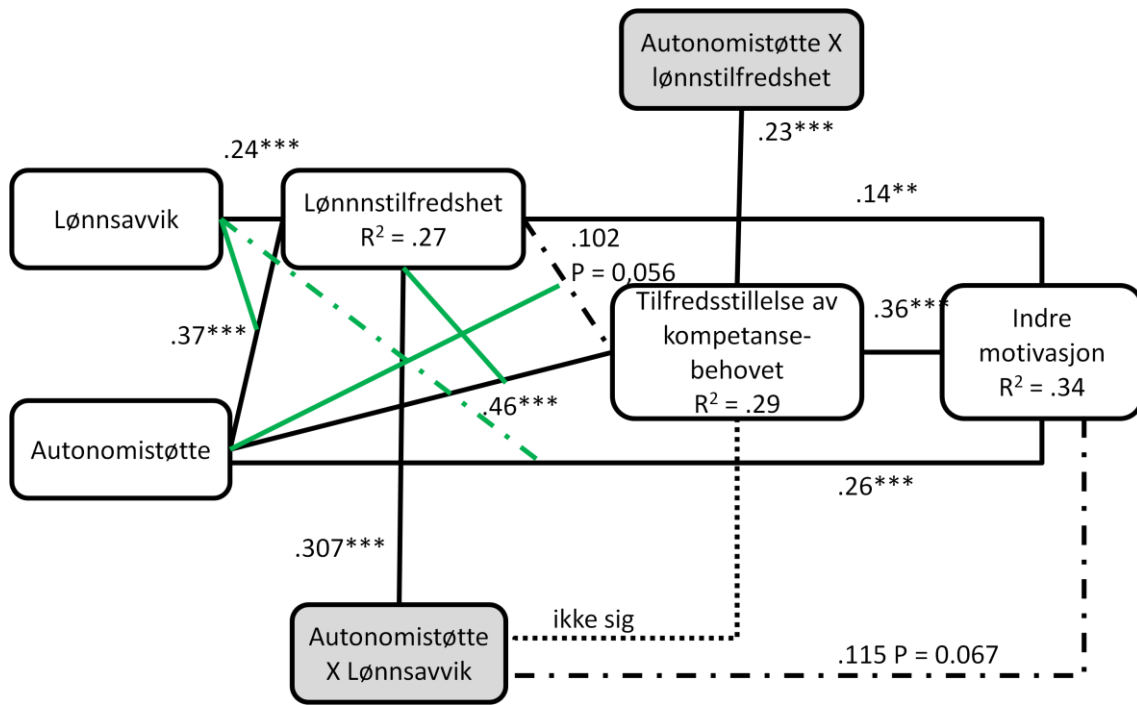 Autonomistøtte X
lønnstilfredshet
.23***
.24***
Lønnsavvik
Lønnnstilfredshet
R² = .27
.14**
.102
P = 0,056
.37***
Tilfredsstillelse av
kompetanse-
behovet
R² = .29
.36***
Indre
motivasjon
R² = .34
.46***
Autonomistøtte
.26***
.307***
ikke sig
Autonomistøtte
X Lønnsavvik
.115 P = 0.067